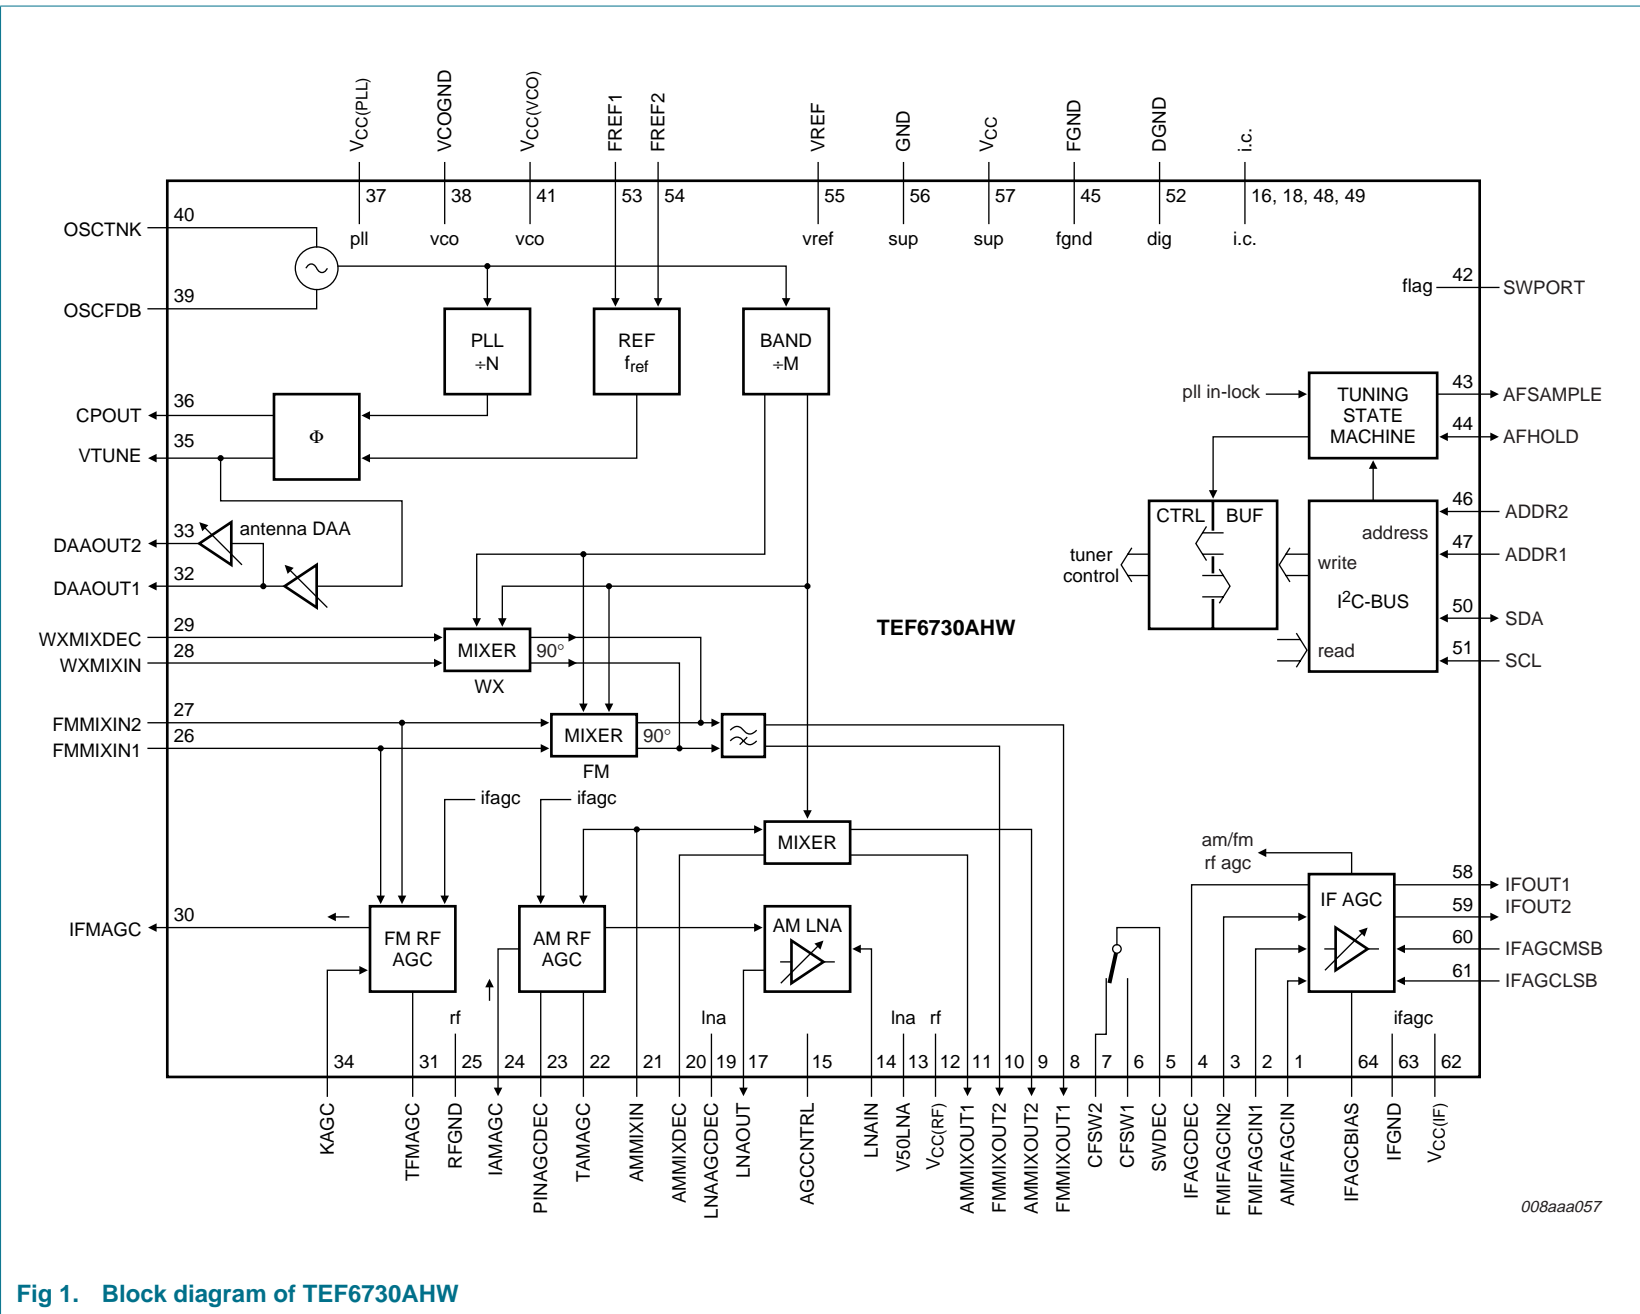 VCC(PLL)
VCOGND
VCC(VCO)
FREF1
FREF2
VREF
GND
VCC
FGND
DGND
i.c.
37
38
41
53
54
55
56
57
45
52
16, 18, 48, 49
pll
vco
vco
vref
sup
sup
fgnd
dig
i.c.
OSCTNK
40
OSCFDB
39
flag
42
SWPORT
PLL
÷N
REF
fref
BAND
÷M
CPOUT
36
VTUNE
35
Φ
pll in-lock
TUNING
STATE
MACHINE
43
AFSAMPLE
44
AFHOLD
DAAOUT2
33
antenna DAA
DAAOUT1
32
tuner
control
CTRL
BUF
address
write
I2C-BUS
read
46
ADDR2
47
ADDR1
50
SDA
51
SCL
TEF6730AHW
WXMIXDEC
29
WXMIXIN
28
MIXER
90°
WX
FMMIXIN2
27
FMMIXIN1
26
MIXER
90°
FM
ifagc
ifagc
MIXER
am/fm
rf agc
IFMAGC
30
FM RF
AGC
AM RF
AGC
AM LNA
IF AGC
58
IFOUT1
59
IFOUT2
60
IFAGCMSB
61
IFAGCLSB
rf
lna
lna
rf
ifagc
34
31
25
24
23
22
21
20
19
17
15
14
13
12
11
10
9
8
7
6
5
4
3
2
1
64
63
62
KAGC
TFMAGC
RFGND
IAMAGC
PINAGCDEC
TAMAGC
AMMIXIN
AMMIXDEC
LNAAGCDEC
LNAOUT
AGCCNTRL
LNAIN
V50LNA
VCC(RF)
AMMIXOUT1
FMMIXOUT2
AMMIXOUT2
FMMIXOUT1
CFSW2
CFSW1
SWDEC
IFAGCDEC
FMIFAGCIN2
FMIFAGCIN1
AMIFAGCIN
IFAGCBIAS
IFGND
VCC(IF)
008aaa057
Fig 1. Block diagram of TEF6730AHW